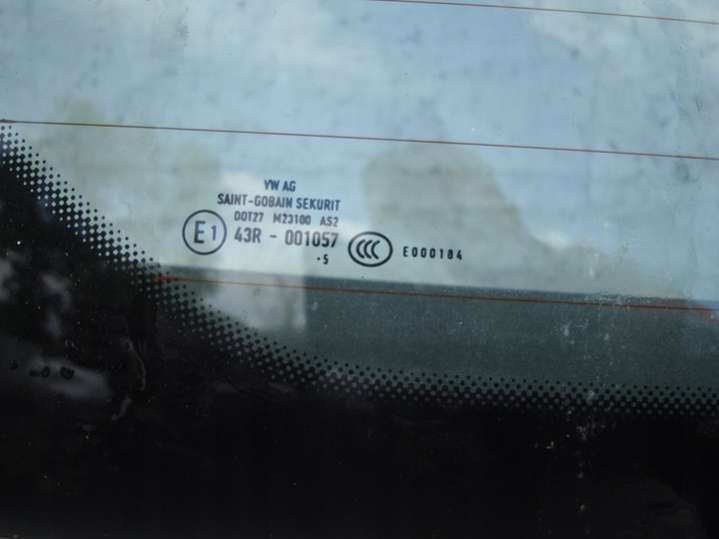 VW AG
SAINT-GOBAIN SEKURIT
DOT27 M23100 AS2
E1 43R - 001057 CCC E000184
·5